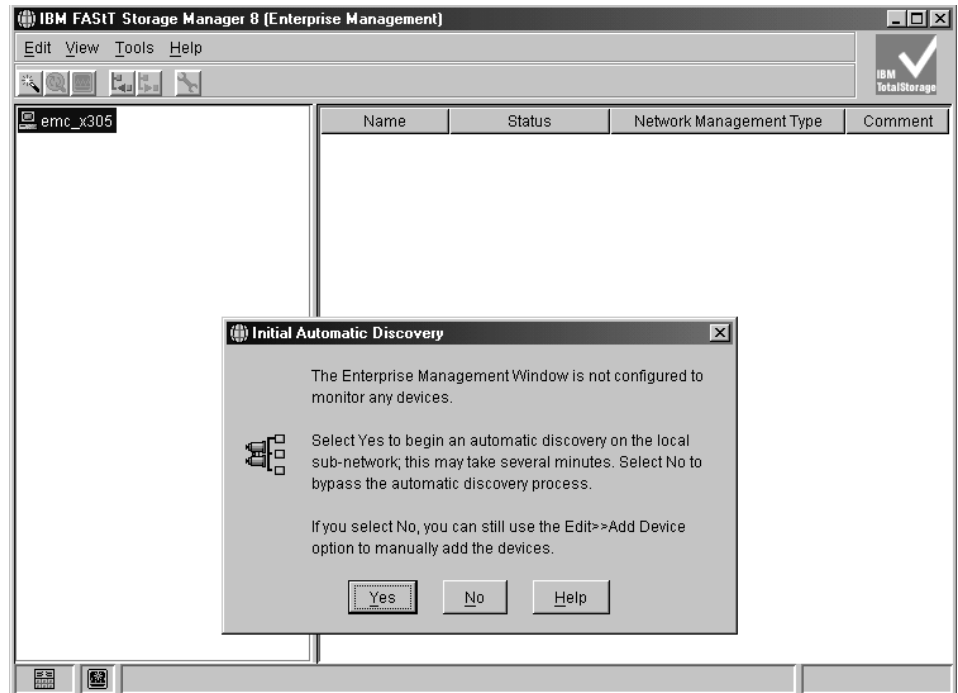 IBM FAStT Storage Manager 8 (Enterprise Management)
Edit View Tools Help
IBM
TotalStorage
emc_x305
Name Status Network Management Type Comment
Initial Automatic Discovery
The Enterprise Management Window is not configured to
monitor any devices.
Select Yes to begin an automatic discovery on the local
sub-network; this may take several minutes. Select No to
bypass the automatic discovery process.
If you select No, you can still use the Edit>>Add Device
option to manually add the devices.
Yes No Help